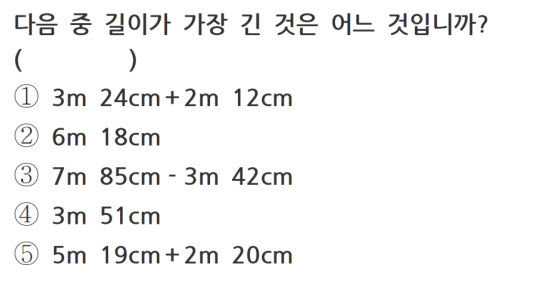 다음 중 길이가 가장 긴 것은 어느 것입니까?
(          )
① 3m 24cm+2m 12cm
② 6m 18cm
③ 7m 85cm-3m 42cm
④ 3m 51cm
⑤ 5m 19cm+2m 20cm